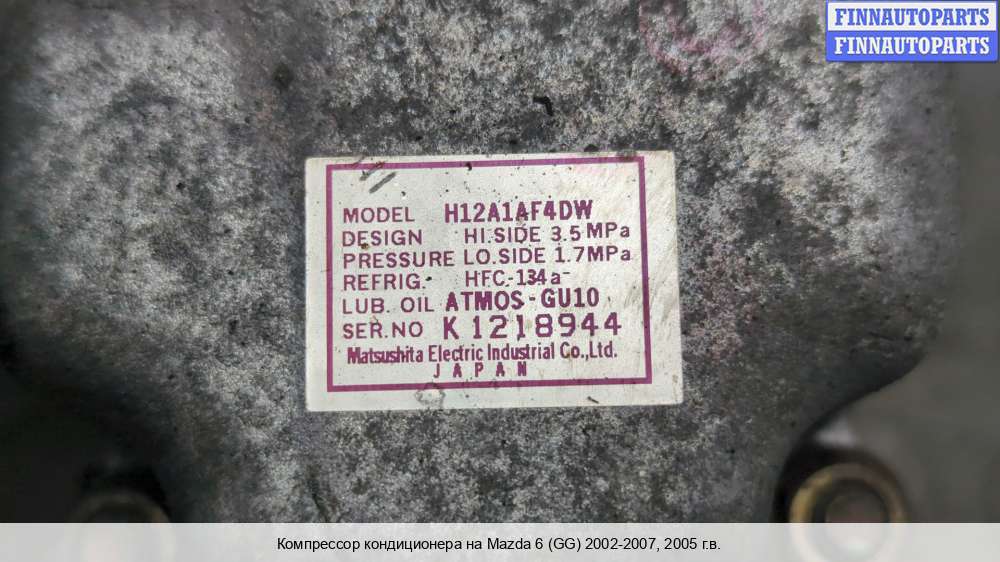 FINNAUTOPARTS
FINNAUTOPARTS
MODEL H12A1AF4DW
DESIGN HI.SIDE 3.5 MPa
PRESSURE LO.SIDE 1.7 MPa
REFRIG. HFC-134a
LUB. OIL ATMOS-GU10
SER.NO K1218944
Matsushita Electric Industrial Co., Ltd.
JAPAN
Компрессор кондиционера на Mazda 6 (GG) 2002-2007, 2005 г.в.